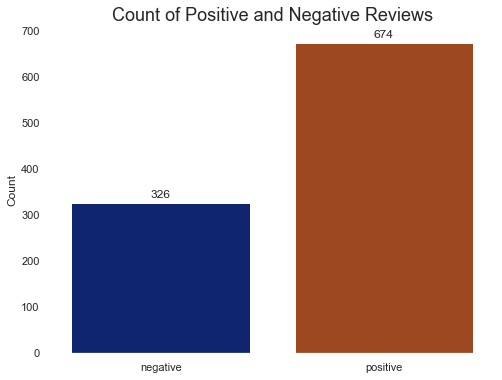 Count of Positive and Negative Reviews
700
674
600
500
400
Count
326
300
200
100
0
negative
positive